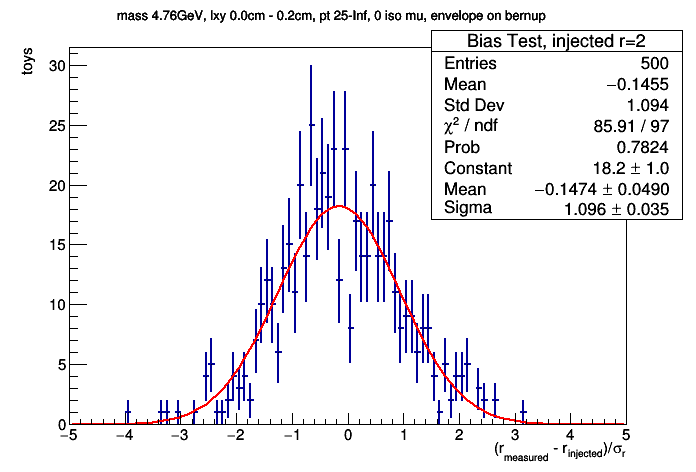 mass 4.76GeV, lxy 0.0cm - 0.2cm, pt 25-Inf, 0 iso mu, envelope on bernup
Bias Test, injected r=2
Entries 500
Mean −0.1455
Std Dev 1.094
χ² / ndf 85.91 / 97
Prob 0.7824
Constant 18.2 ± 1.0
Mean −0.1474 ± 0.0490
Sigma 1.096 ± 0.035
toys
30
25
20
15
10
5
0
−5 −4 −3 −2 −1 0 1 2 3 4 5
(r_measured - r_injected)/σ_r